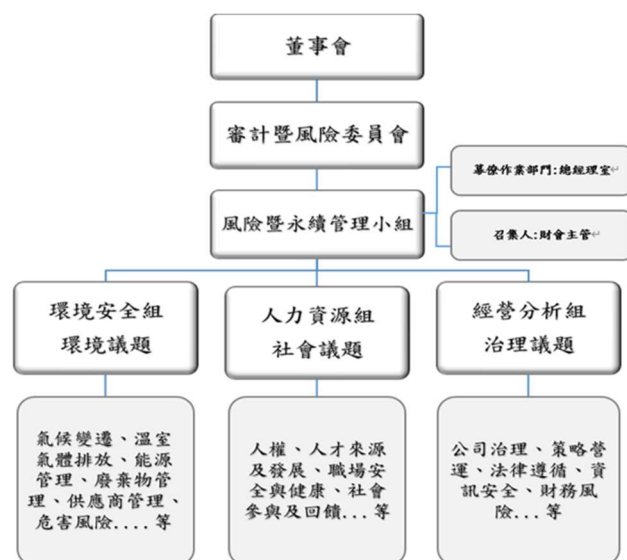 董事會
審計暨風險委員會
幕僚作業部門:總經理室
風險暨永續管理小組
召集人:財會主管
環境安全組
環境議題
人力資源組
社會議題
經營分析組
治理議題
氣候變遷、溫室
氣體排放、能源
管理、廢棄物管
理、供應商管理、
危害風險....等
人權、人才來源
及發展、職場安
全與健康、社會
參與及回饋...等
公司治理、策略營
運、法律遵循、資
訊安全、財務風
險...等